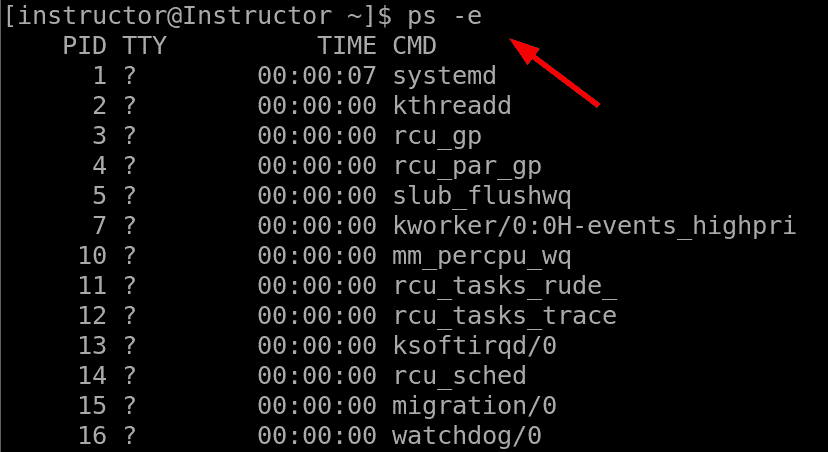 [instructor@Instructor ~]$ ps -e
PID TTY TIME CMD
1 ? 00:00:07 systemd
2 ? 00:00:00 kthreadd
3 ? 00:00:00 rcu_gp
4 ? 00:00:00 rcu_par_gp
5 ? 00:00:00 slub_flushwq
7 ? 00:00:00 kworker/0:0H-events_highpri
10 ? 00:00:00 mm_percpu_wq
11 ? 00:00:00 rcu_tasks_rude_
12 ? 00:00:00 rcu_tasks_trace
13 ? 00:00:00 ksoftirqd/0
14 ? 00:00:00 rcu_sched
15 ? 00:00:00 migration/0
16 ? 00:00:00 watchdog/0